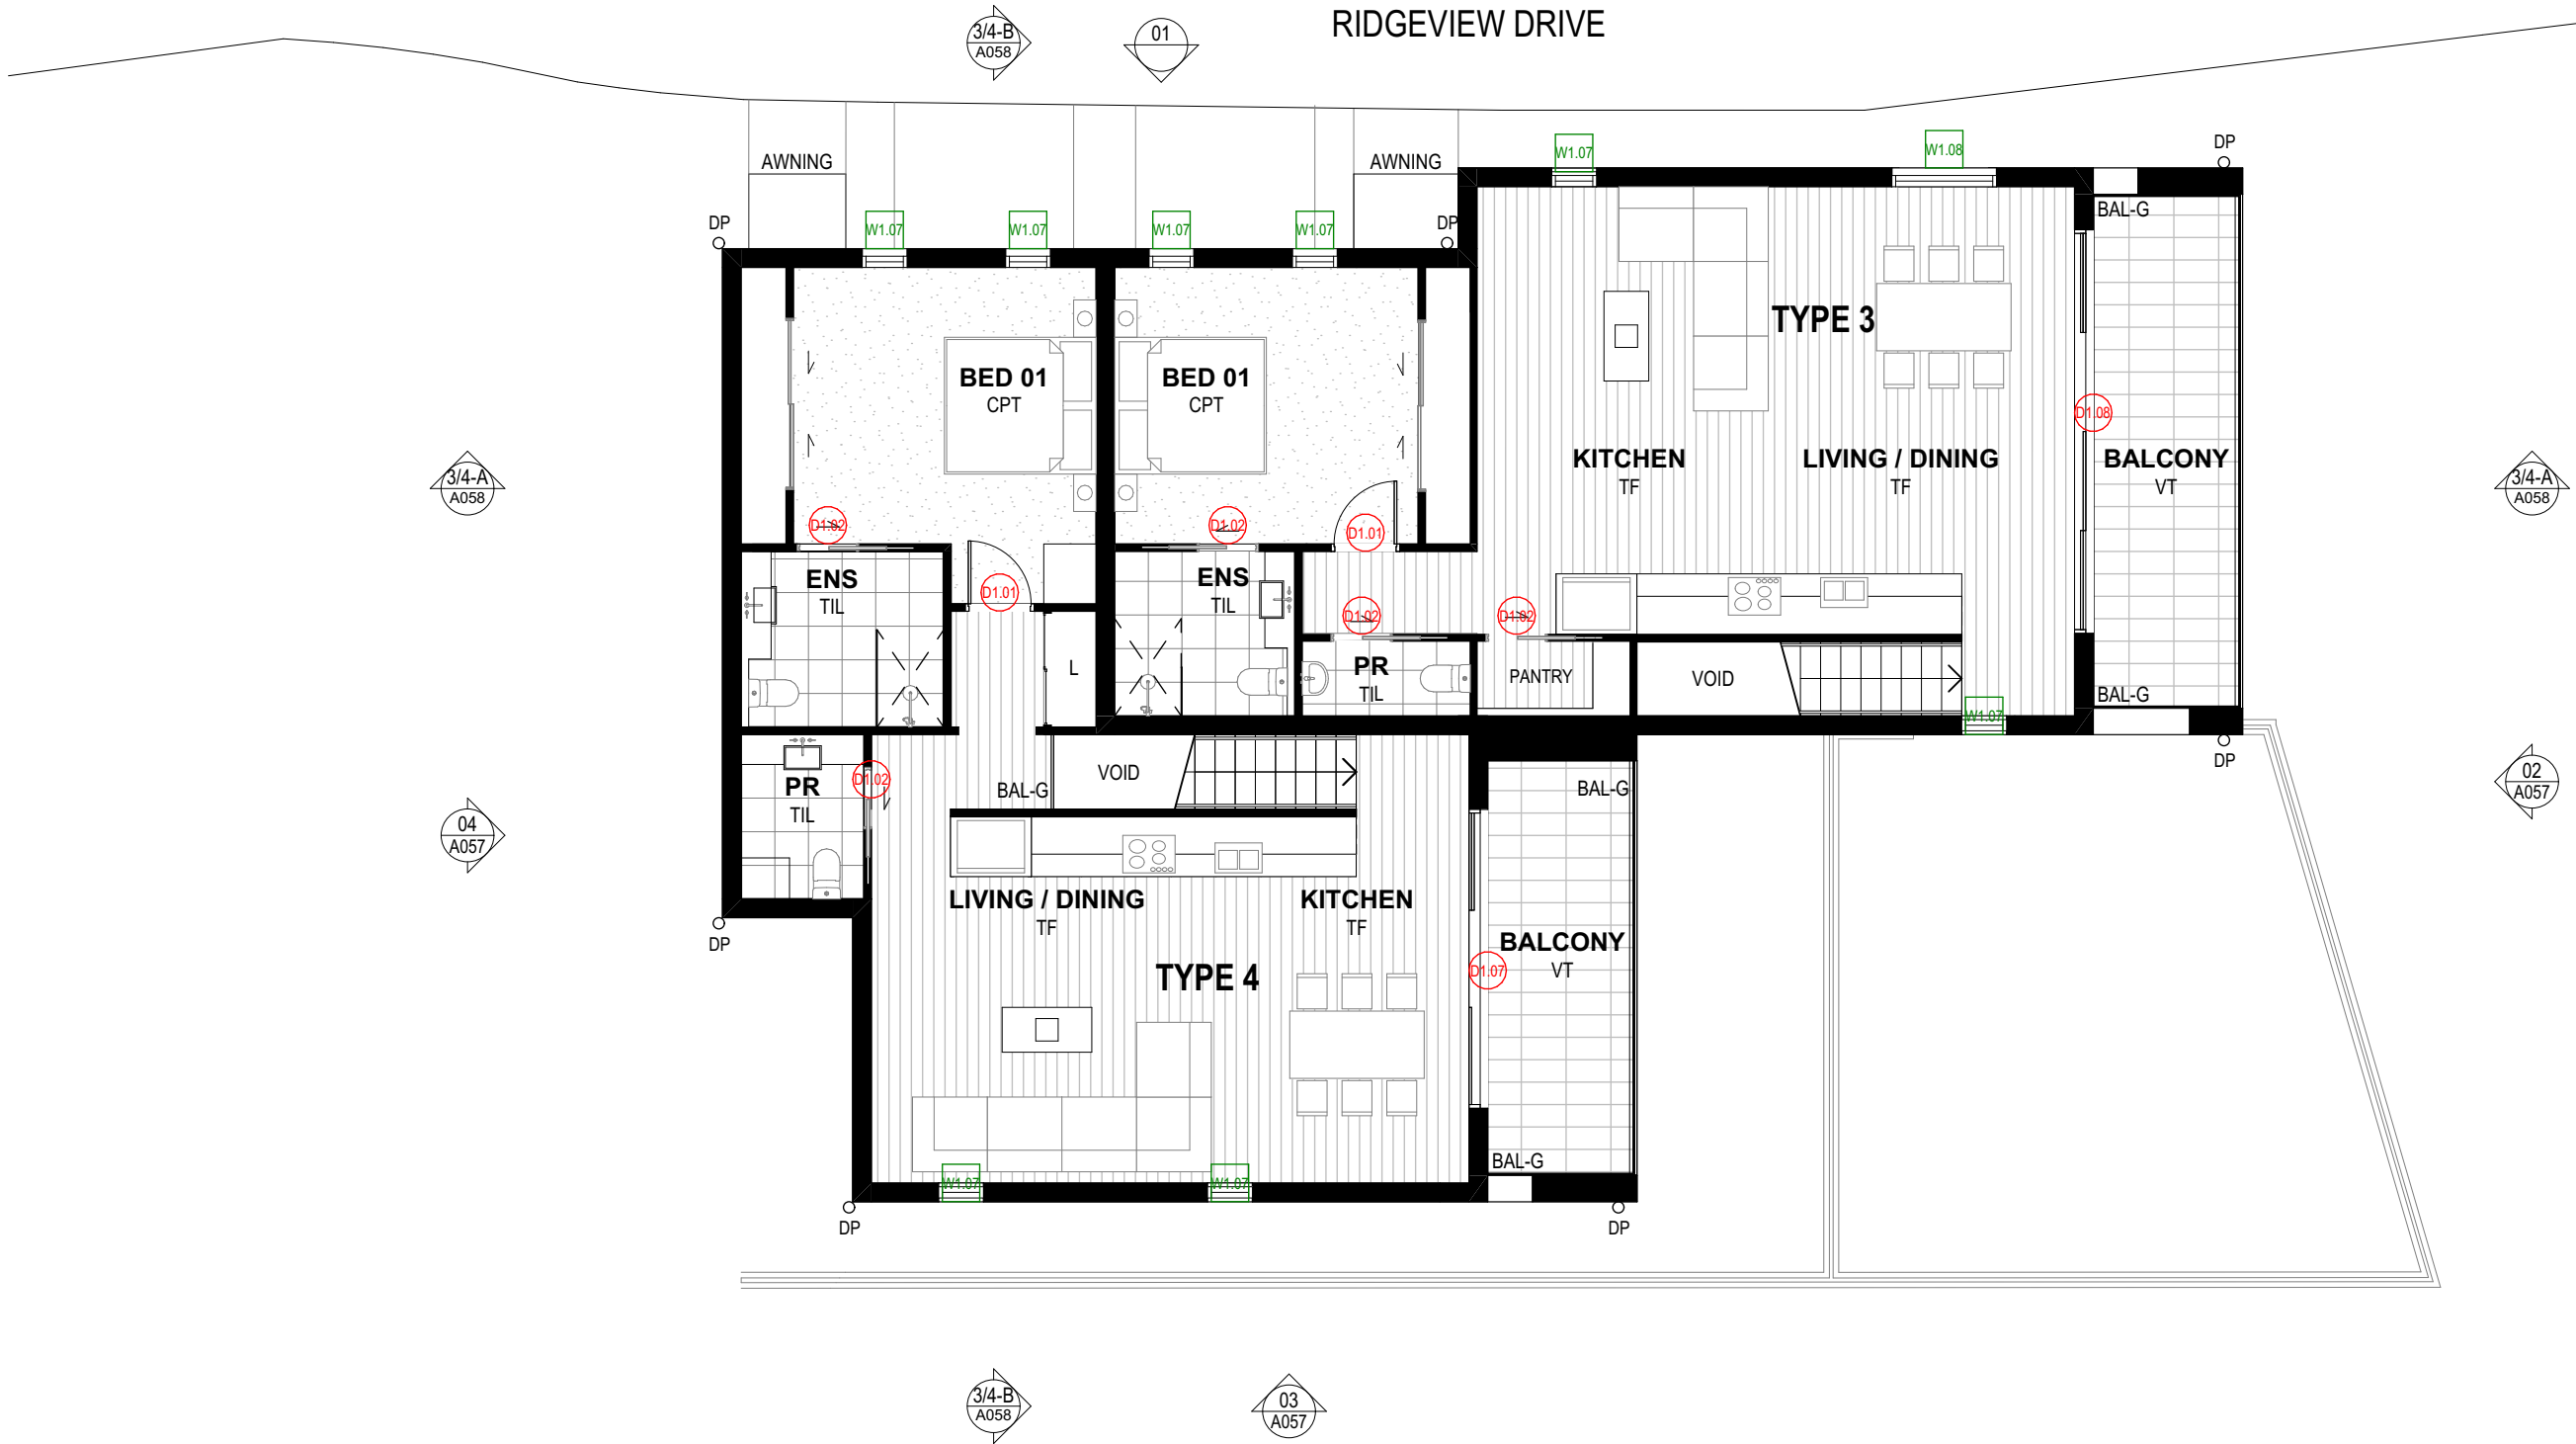 RIDGEVIEW DRIVE
3/4-B
A058
01
AWNING
AWNING
DP
W1.07
W1.08
DP
DP
W1.07
W1.07
W1.07
W1.07
BAL-G
TYPE 3
BED 01
CPT
BED 01
CPT
D1.08
KITCHEN
TF
LIVING / DINING
TF
BALCONY
VT
3/4-A
A058
3/4-A
A058
D1.02
D1.02
D1.01
ENS
TIL
D1.01
ENS
TIL
D1.02
D1.02
L
PR
TIL
PANTRY
VOID
BAL-G
W1.07
DP
PR
TIL
D1.02
BAL-G
VOID
BAL-G
02
A057
04
A057
LIVING / DINING
TF
KITCHEN
TF
DP
BALCONY
VT
TYPE 4
D1.07
BAL-G
W1.07
W1.07
DP
DP
3/4-B
A058
03
A057